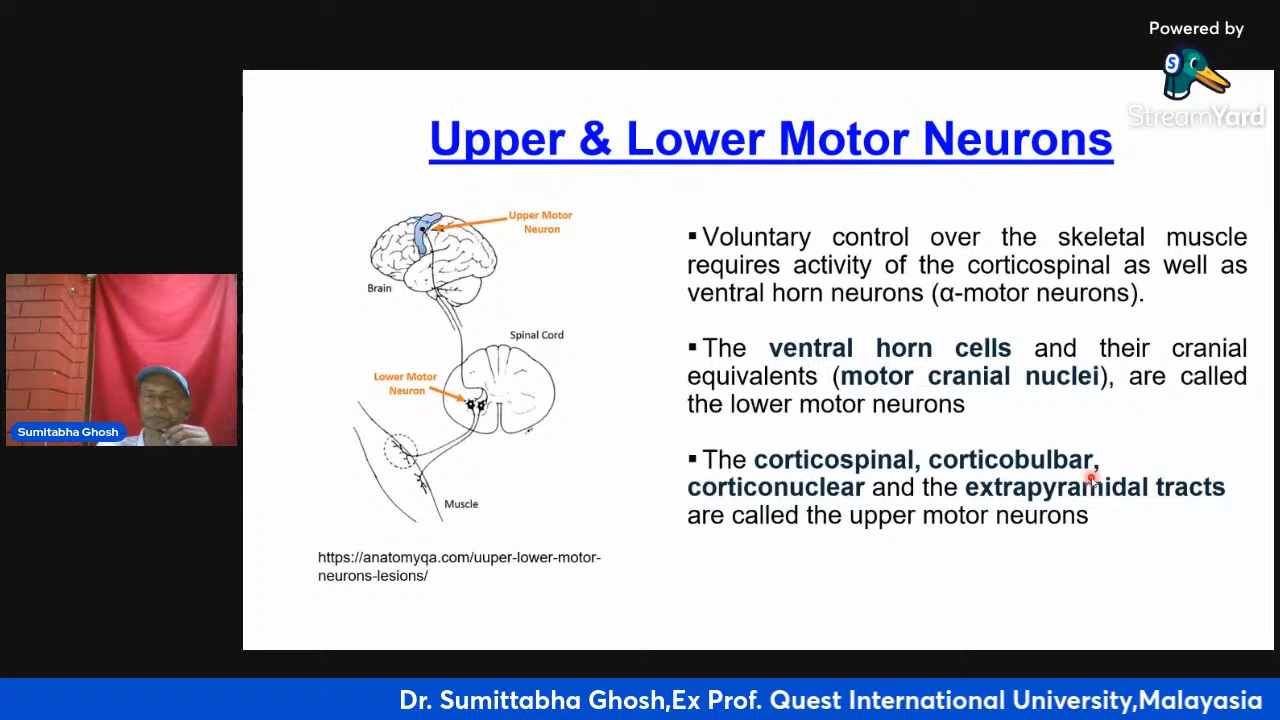 Powered by
S
StreamYard
Upper & Lower Motor Neurons
Upper Motor
Neuron
Brain
Spinal Cord
Lower Motor
Neuron
Muscle
https://anatomyqa.com/uuper-lower-motor-
neurons-lesions/
▪Voluntary control over the skeletal muscle
requires activity of the corticospinal as well as
ventral horn neurons (α-motor neurons).
▪The ventral horn cells and their cranial
equivalents (motor cranial nuclei), are called
the lower motor neurons
▪The corticospinal, corticobulbar,
corticonuclear and the extrapyramidal tracts
are called the upper motor neurons
Sumitabha Ghosh
Dr. Sumittabha Ghosh,Ex Prof. Quest International University,Malayasia